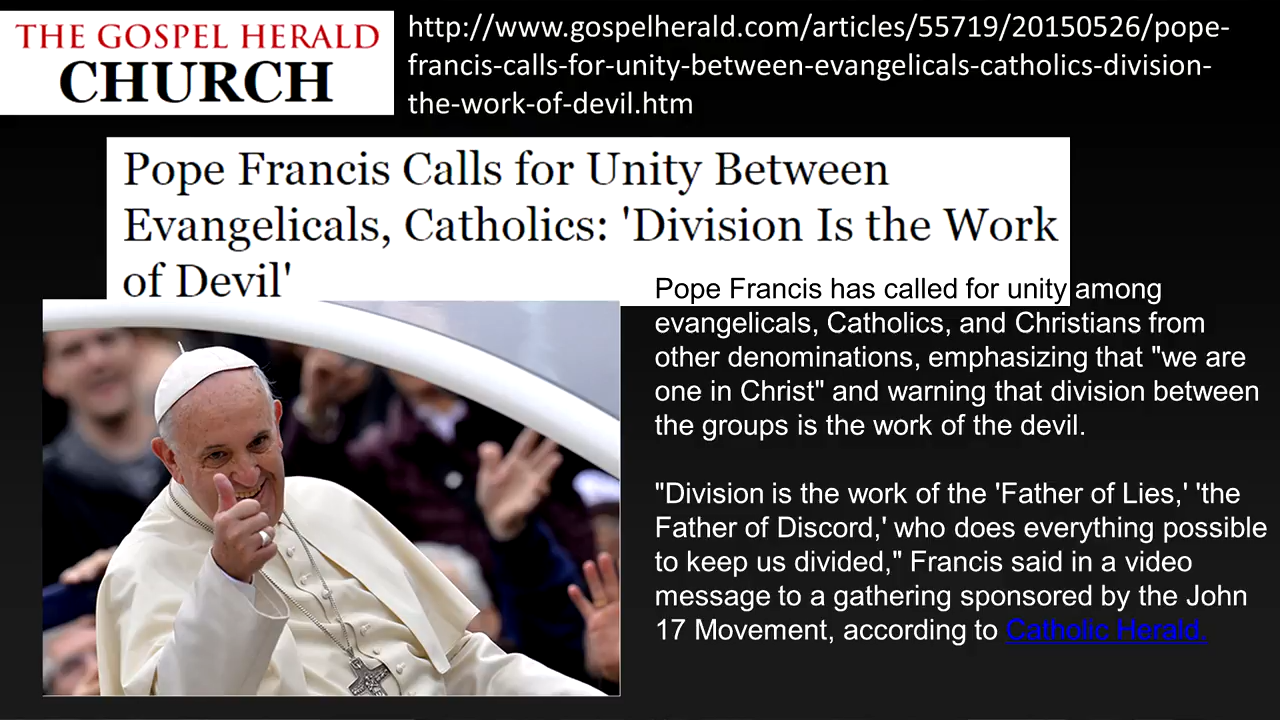 THE GOSPEL HERALD
CHURCH
http://www.gospelherald.com/articles/55719/20150526/pope-
francis-calls-for-unity-between-evangelicals-catholics-division-
the-work-of-devil.htm
Pope Francis Calls for Unity Between
Evangelicals, Catholics: 'Division Is the Work
of Devil'
Pope Francis has called for unity among
evangelicals, Catholics, and Christians from
other denominations, emphasizing that "we are
one in Christ" and warning that division between
the groups is the work of the devil.
"Division is the work of the 'Father of Lies,' 'the
Father of Discord,' who does everything possible
to keep us divided," Francis said in a video
message to a gathering sponsored by the John
17 Movement, according to Catholic Herald.